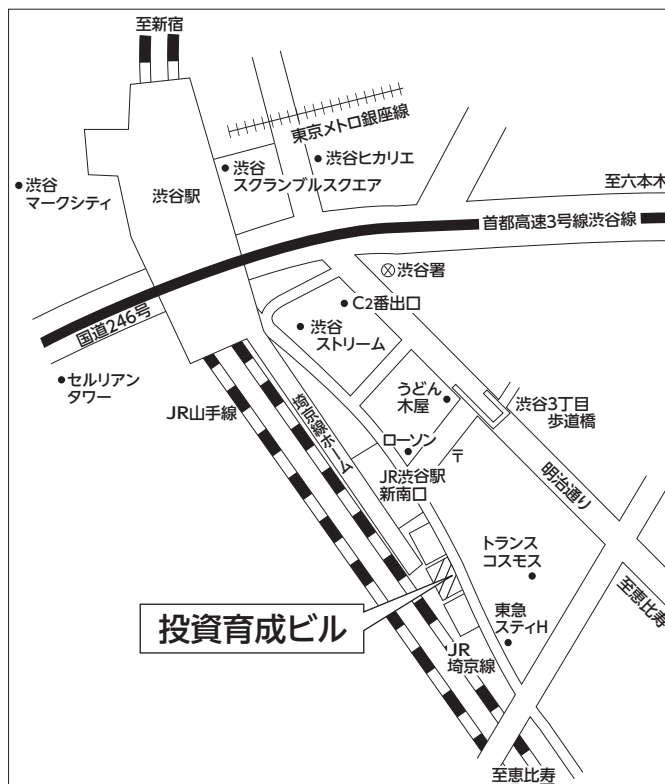 至新宿
東京メトロ銀座線
渋谷
スクランブルスクエア
渋谷ヒカリエ
渋谷
マークシティ
渋谷駅
至六本木
首都高速3号線渋谷線
渋谷署
C2番出口
国道246号
渋谷
ストリーム
セルリアン
タワー
うどん
木屋
渋谷3丁目
歩道橋
JR山手線
埼京線ホーム
ローソン
〒
JR渋谷駅
新南口
明治通り
トランス
コスモス
至恵比寿
投資育成ビル
東急
スティH
JR
埼京線
至恵比寿